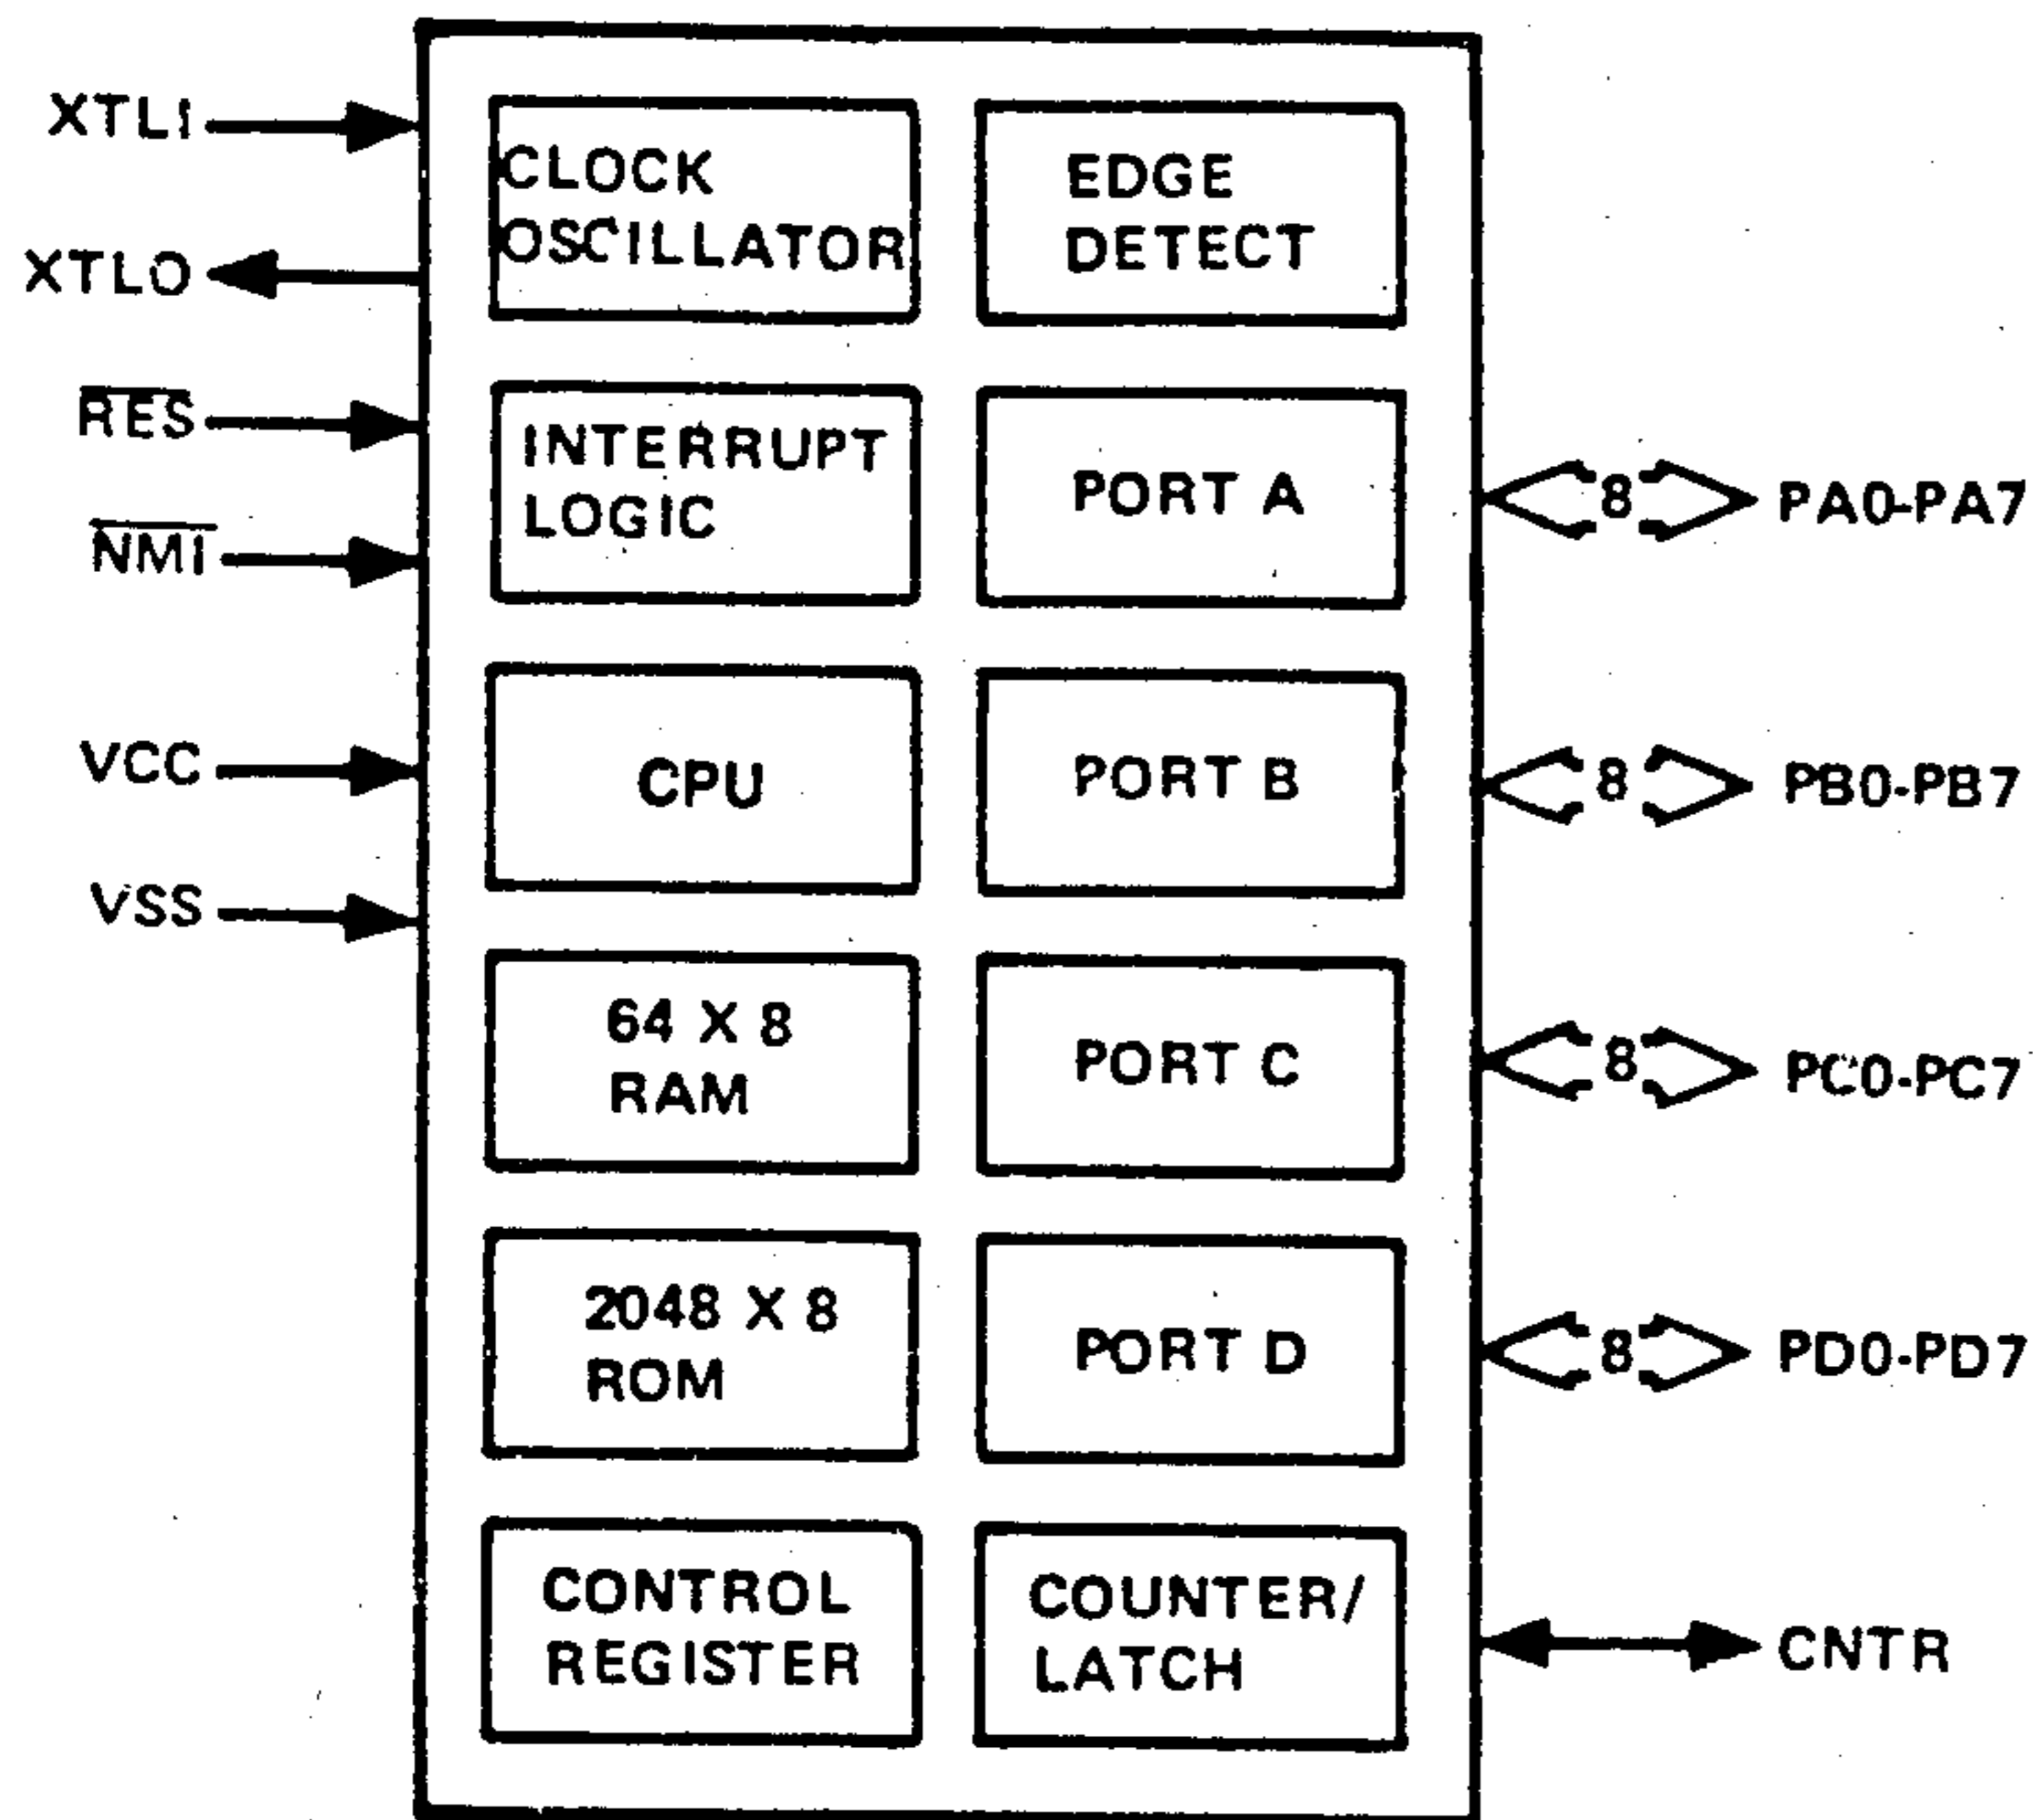 XTLI
XTLO
R̅E̅S̅
N̅M̅I̅
VCC
VSS
CLOCK
OSCILLATOR
EDGE
DETECT
INTERRUPT
LOGIC
PORT A
CPU
PORT B
64 X 8
RAM
PORT C
2048 X 8
ROM
PORT D
CONTROL
REGISTER
COUNTER/
LATCH
8 PA0-PA7
8 PB0-PB7
8 PC0-PC7
8 PD0-PD7
CNTR